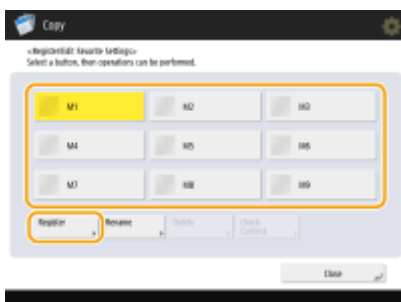 Copy
<Register/Edit Favorite Settings>
Select a button, then operations can be performed.
M1 M2 M3
M4 M5 M6
M7 M8 M9
Register Rename Delete Check Content
Close